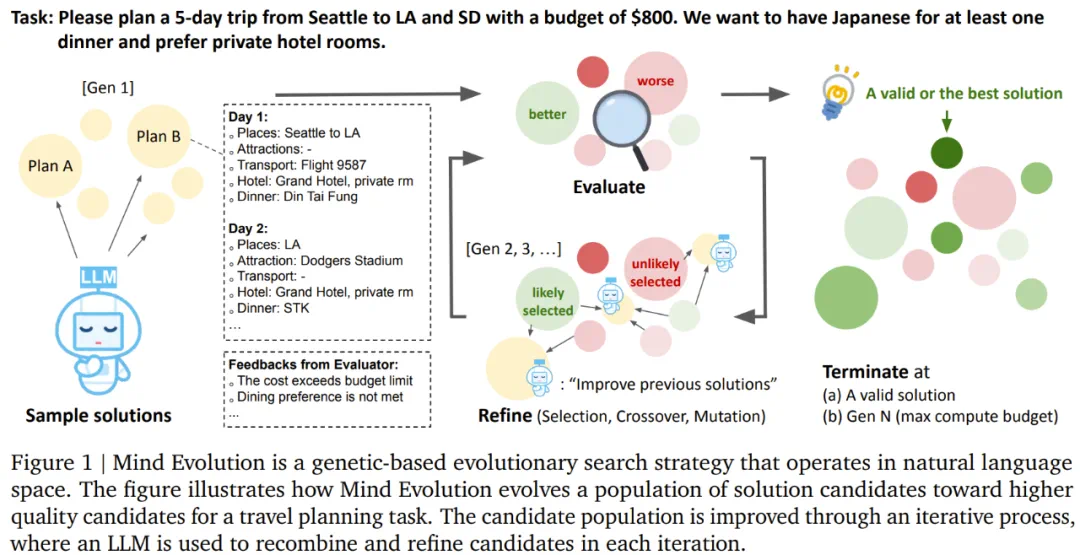 Task: Please plan a 5-day trip from Seattle to LA and SD with a budget of $800. We want to have Japanese for at least one
dinner and prefer private hotel rooms.
[Gen 1]
Plan A
Plan B
LLM
Sample solutions
Day 1:
Places: Seattle to LA
Attractions: -
Transport: Flight 9587
Hotel: Grand Hotel, private rm
Dinner: Din Tai Fung
Day 2:
Places: LA
Attraction: Dodgers Stadium
Transport: -
Hotel: Grand Hotel, private rm
Dinner: STK
...
Feedbacks from Evaluator:
The cost exceeds budget limit
Dining preference is not met
...
better
worse
Evaluate
[Gen 2, 3, …]
likely
selected
unlikely
selected
: “Improve previous solutions”
Refine (Selection, Crossover, Mutation)
A valid or the best solution
Terminate at
(a) A valid solution
(b) Gen N (max compute budget)
Figure 1 | Mind Evolution is a genetic-based evolutionary search strategy that operates in natural language
space. The figure illustrates how Mind Evolution evolves a population of solution candidates toward higher
quality candidates for a travel planning task. The candidate population is improved through an iterative process,
where an LLM is used to recombine and refine candidates in each iteration.